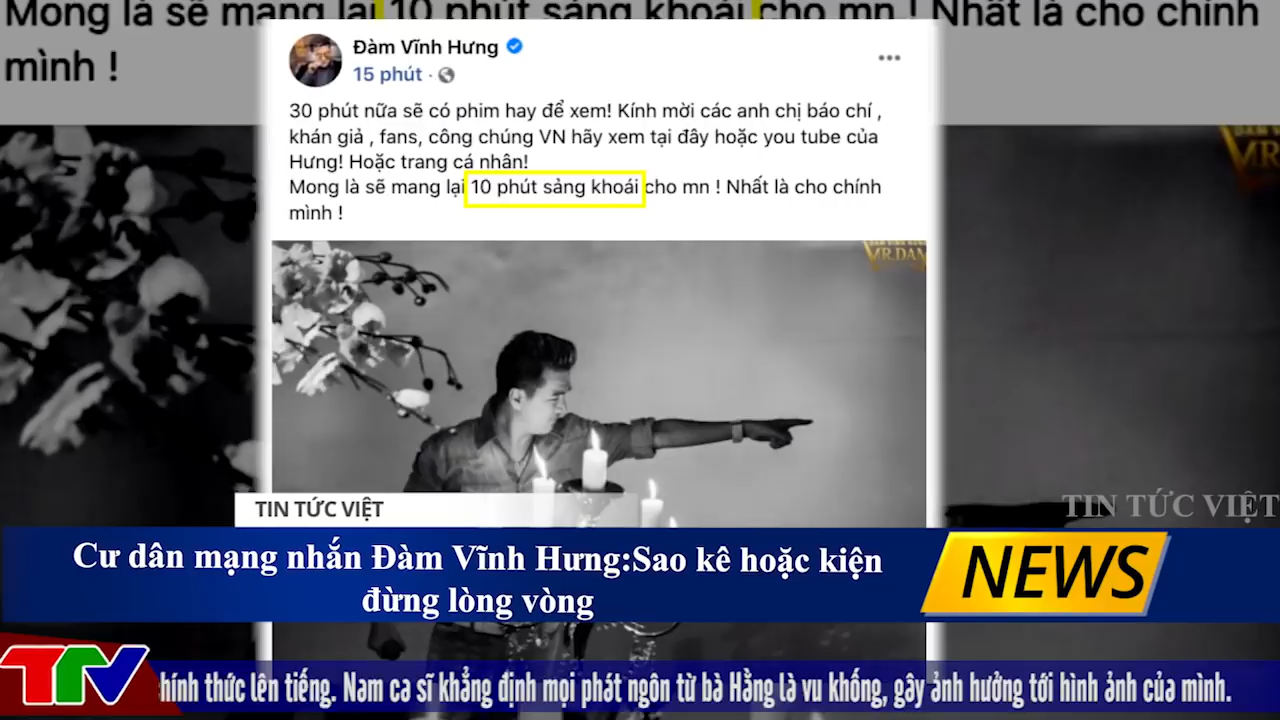 Mong là sẽ mang lại 10 phút sảng khoái cho mn ! Nhất là cho chính
mình !
Đàm Vĩnh Hưng
15 phút ·
30 phút nữa sẽ có phim hay để xem! Kính mời các anh chị báo chí ,
khán giả , fans, công chúng VN hãy xem tại đây hoặc you tube của
Hưng! Hoặc trang cá nhân!
Mong là sẽ mang lại 10 phút sảng khoái cho mn ! Nhất là cho chính
mình !
MR.DAM
TIN TỨC VIỆT
TIN TỨC VIỆT
Cư dân mạng nhắn Đàm Vĩnh Hưng:Sao kê hoặc kiện
đừng lòng vòng
NEWS
TTV
chính thức lên tiếng. Nam ca sĩ khẳng định mọi phát ngôn từ bà Hằng là vu khống, gây ảnh hưởng tới hình ảnh của mình.